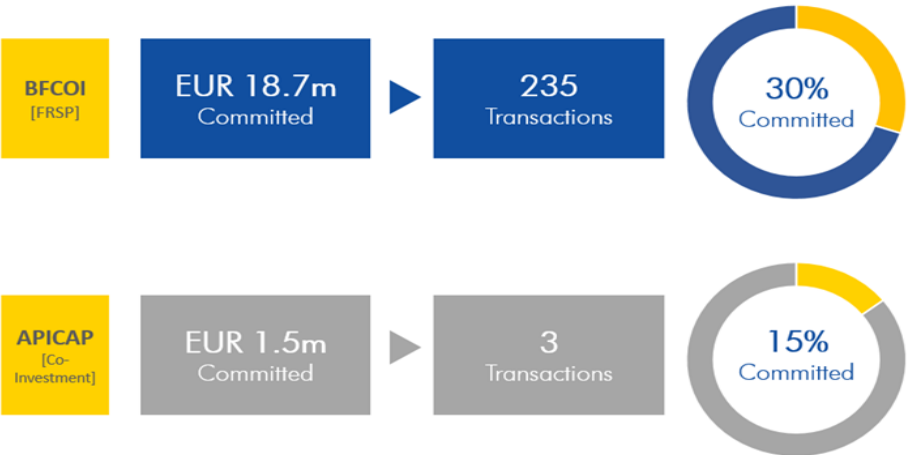 BFCOI
[FRSP]
EUR 18.7m
Committed
235
Transactions
30%
Committed
APICAP
[Co-
Investment]
EUR 1.5m
Committed
3
Transactions
15%
Committed